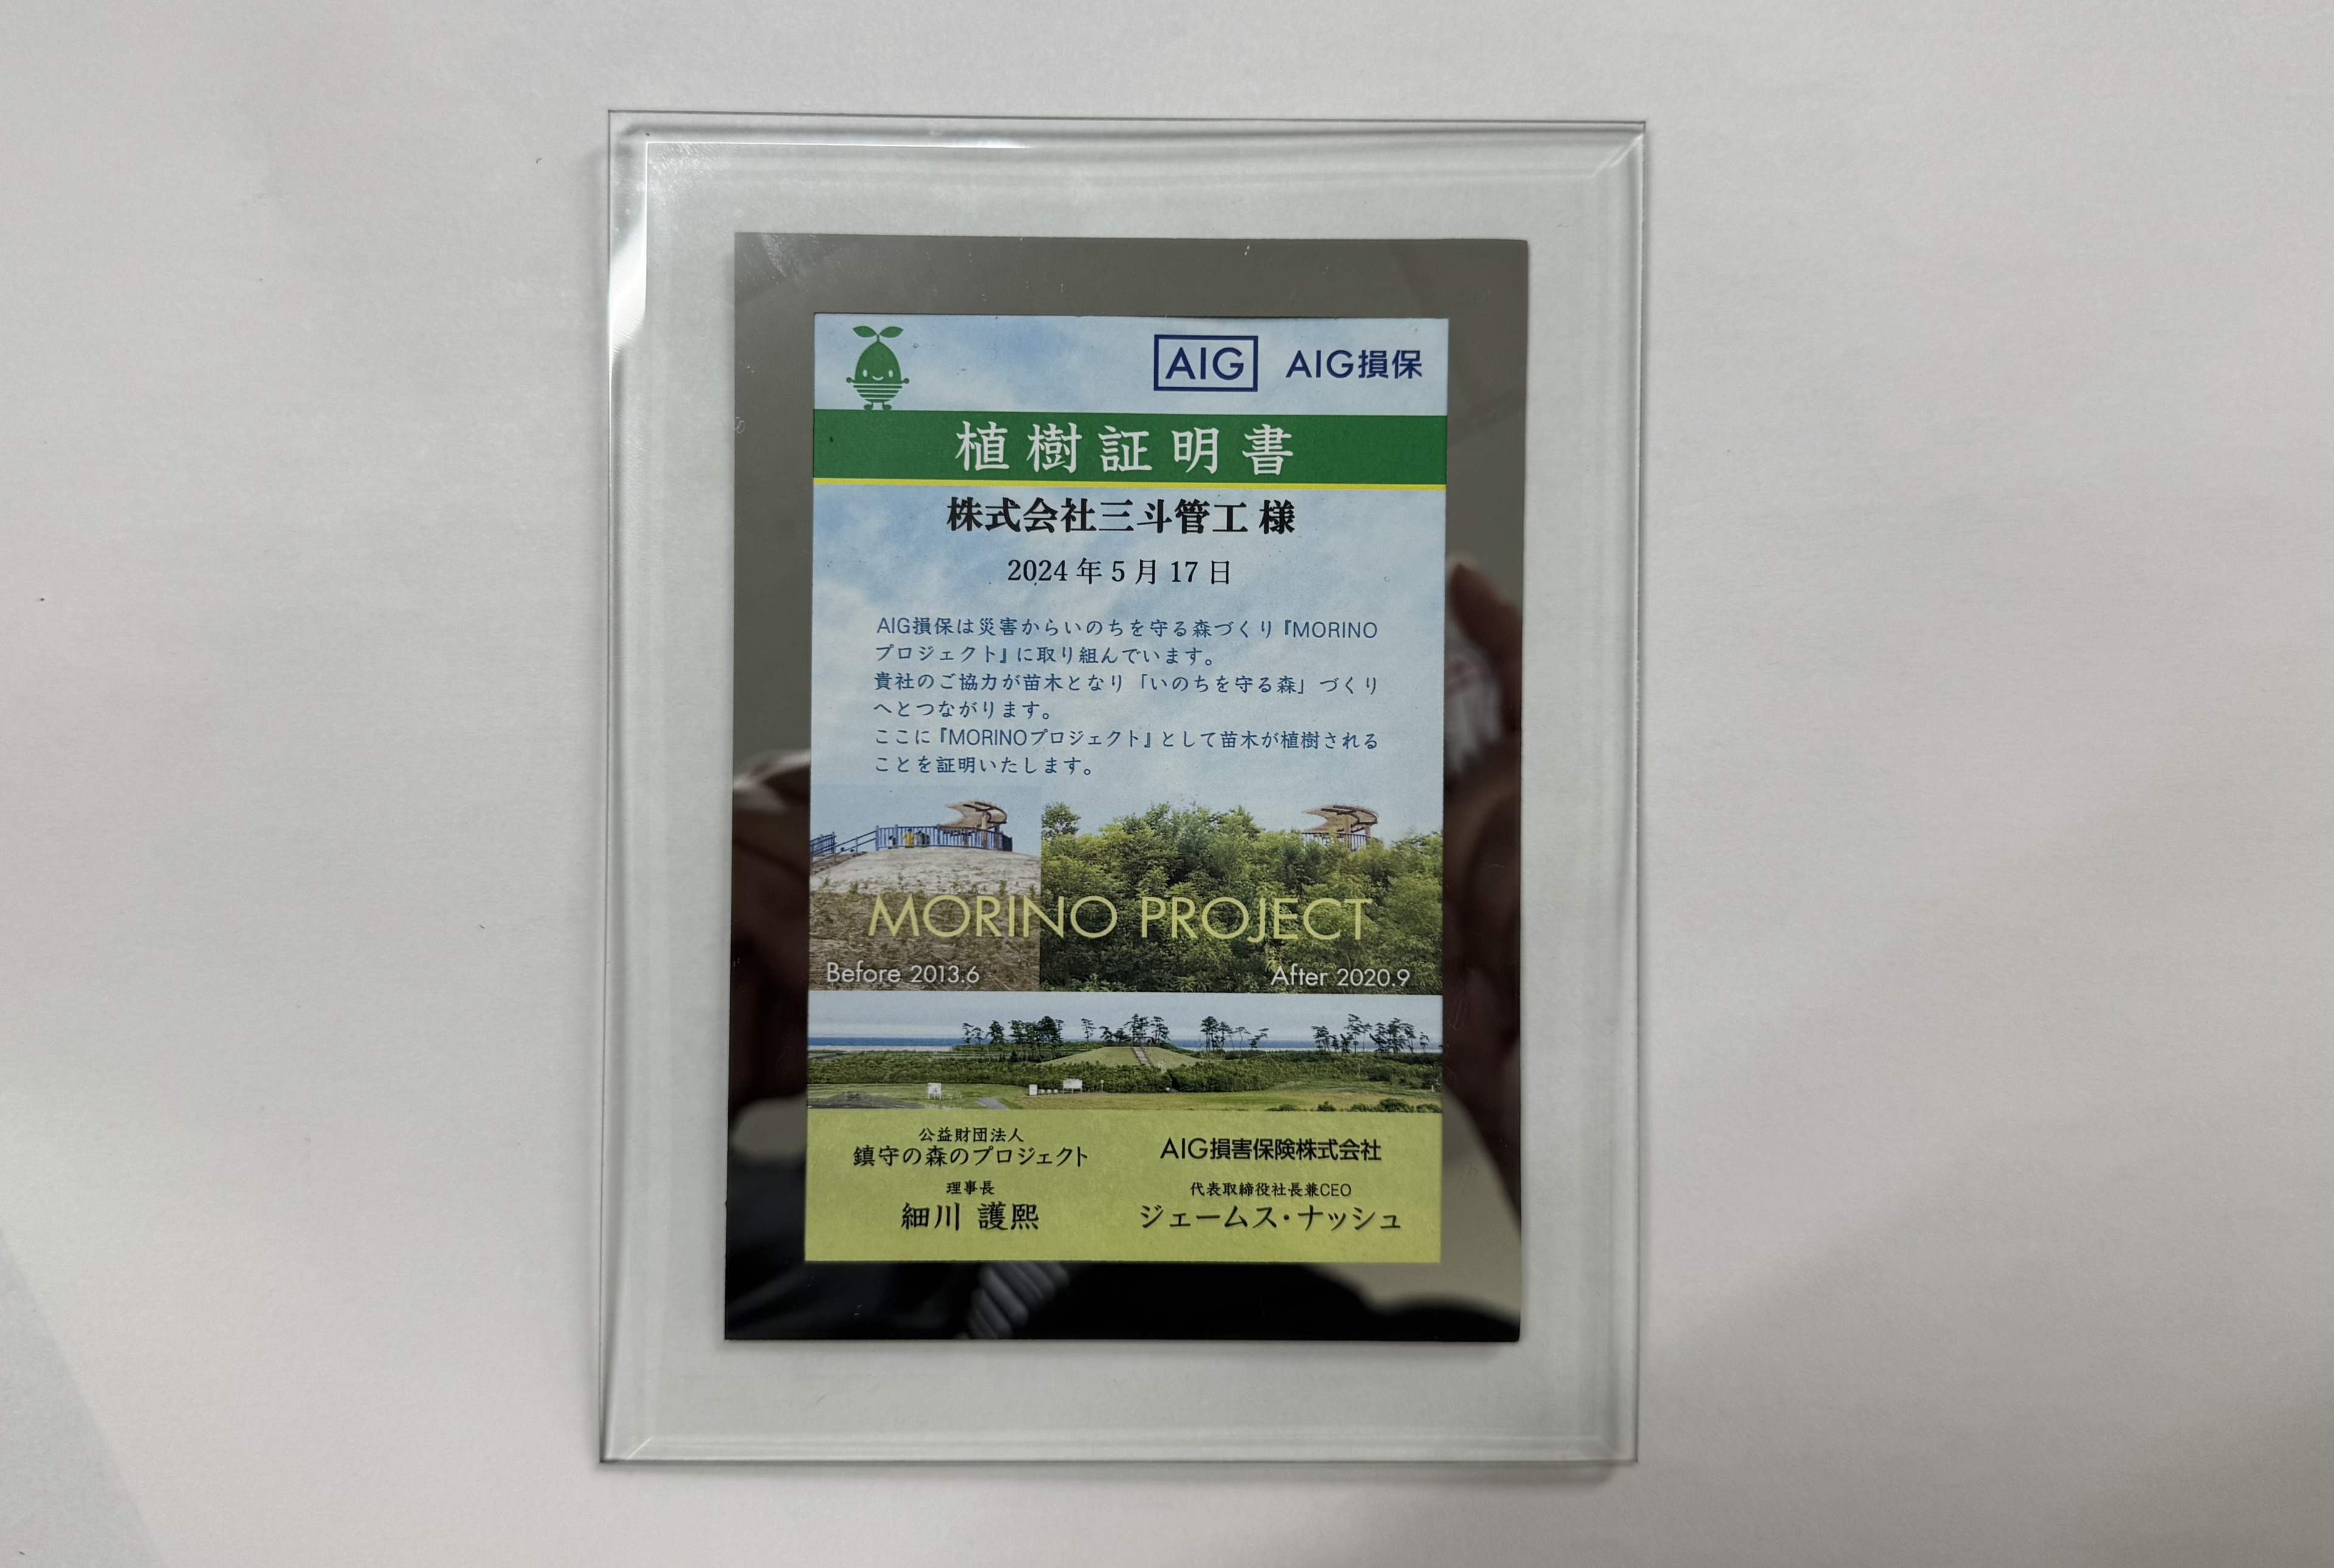 AIG AIG損保
植樹証明書
株式会社三斗管工 様
2024年5月17日
AIG損保は災害からいのちを守る森づくり『MORINO
プロジェクト』に取り組んでいます。
貴社のご協力が苗木となり「いのちを守る森」づくり
へとつながります。
ここに『MORINOプロジェクト』として苗木が植樹される
ことを証明いたします。
MORINO PROJECT
Before 2013.6
After 2020.9
公益財団法人
鎮守の森のプロジェクト
理事長
細川 護熙
AIG損害保険株式会社
代表取締役社長兼CEO
ジェームス・ナッシュ